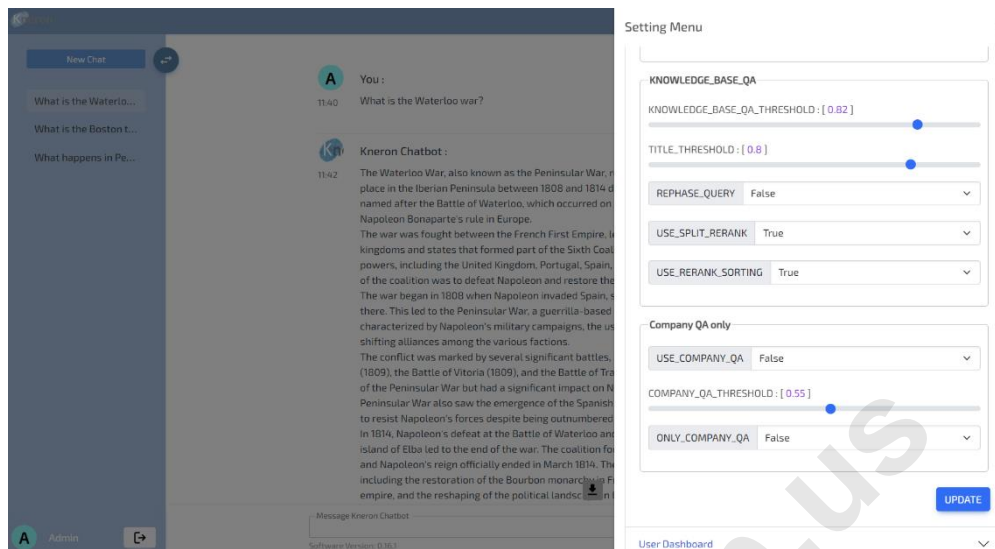 Kneron
New Chat
What is the Waterlo...
What is the Boston t...
What happens in Pe...
A
You :
11:40
What is the Waterloo war?
Kneron Chatbot :
11:42
The Waterloo War, also known as the Peninsular War, r
place in the Iberian Peninsula between 1808 and 1814 d
named after the Battle of Waterloo, which occurred on
Napoleon Bonaparte's rule in Europe.
The war was fought between the French First Empire, l
kingdoms and states that formed part of the Sixth Coal
powers, including the United Kingdom, Portugal, Spain,
of the coalition was to defeat Napoleon and restore the
The war began in 1808 when Napoleon invaded Spain, s
there. This led to the Peninsular War, a guerrilla-based
characterized by Napoleon's military campaigns, the us
shifting alliances among the various factions.
The conflict was marked by several significant battles,
(1809), the Battle of Vitoria (1809), and the Battle of Tra
of the Peninsular War but had a significant impact on N
Peninsular War also saw the emergence of the Spanish
to resist Napoleon's forces despite being outnumbered
In 1814, Napoleon's defeat at the Battle of Waterloo and
island of Elba led to the end of the war. The coalition fo
and Napoleon's reign officially ended in March 1814. The
including the restoration of the Bourbon monarchy in F
empire, and the reshaping of the political landsc n
Message Kneron Chatbot
Software Version: 0.16.1
A Admin
Setting Menu
KNOWLEDGE_BASE_QA
KNOWLEDGE_BASE_QA_THRESHOLD : [ 0.82 ]
TITLE_THRESHOLD : [ 0.8 ]
REPHASE_QUERY False
USE_SPLIT_RERANK True
USE_RERANK_SORTING True
Company QA only
USE_COMPANY_QA False
COMPANY_QA_THRESHOLD : [ 0.55 ]
ONLY_COMPANY_QA False
UPDATE
User Dashboard